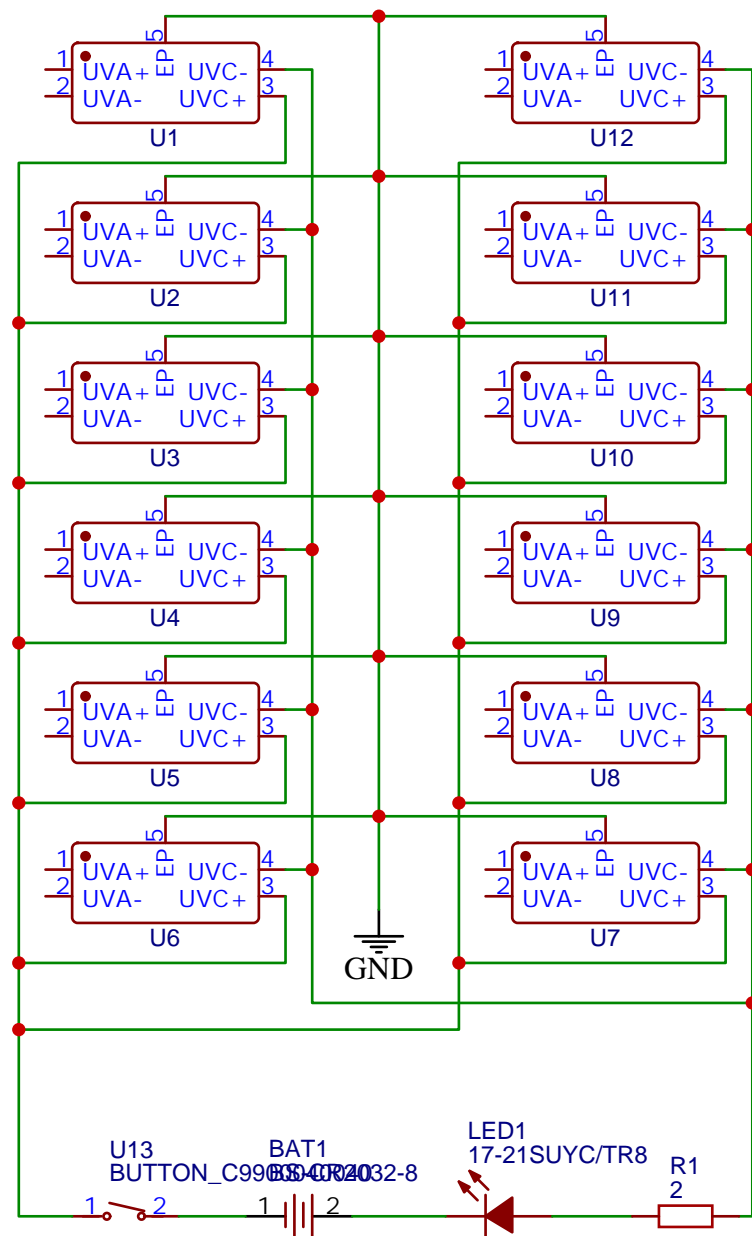 5 5
1 UVA+ EP UVC- 4 1 UVA+ EP UVC- 4
2 UVA- UVC+ 3 2 UVA- UVC+ 3
U1 U12
5 5
1 UVA+ EP UVC- 4 1 UVA+ EP UVC- 4
2 UVA- UVC+ 3 2 UVA- UVC+ 3
U2 U11
5 5
1 UVA+ EP UVC- 4 1 UVA+ EP UVC- 4
2 UVA- UVC+ 3 2 UVA- UVC+ 3
U3 U10
5 5
1 UVA+ EP UVC- 4 1 UVA+ EP UVC- 4
2 UVA- UVC+ 3 2 UVA- UVC+ 3
U4 U9
5 5
1 UVA+ EP UVC- 4 1 UVA+ EP UVC- 4
2 UVA- UVC+ 3 2 UVA- UVC+ 3
U5 U8
5 5
1 UVA+ EP UVC- 4 1 UVA+ EP UVC- 4
2 UVA- UVC+ 3 2 UVA- UVC+ 3
U6 U7
GND
LED1
U13 BAT1
17-21SUYC/TR8
R1
2
1 2 1 2